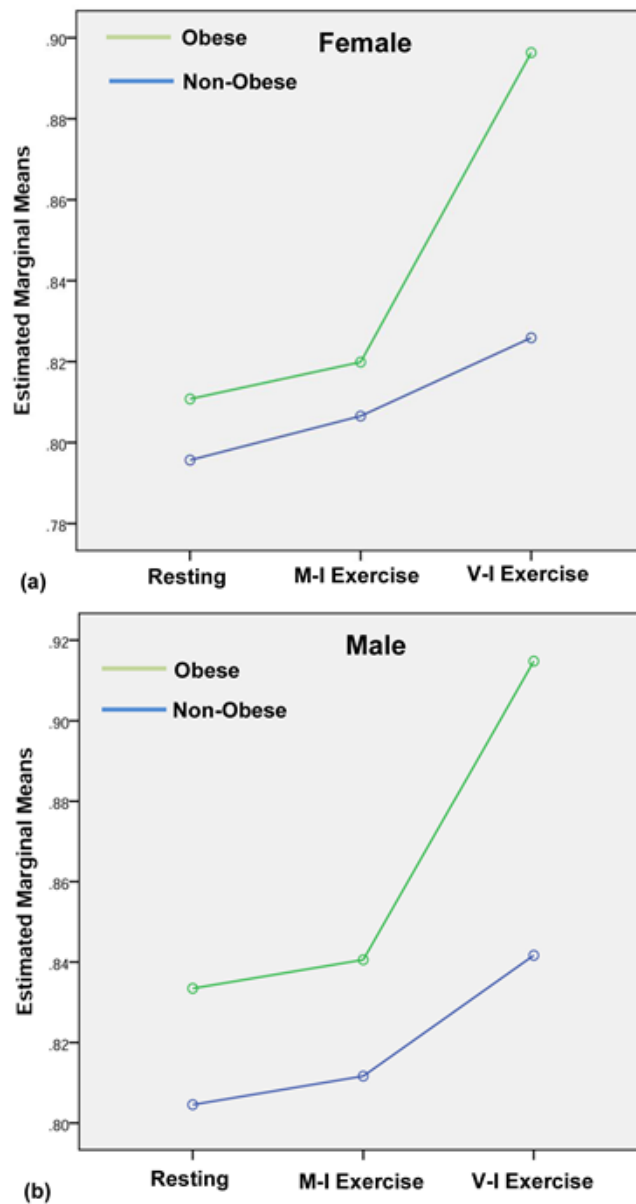 Female
Obese
Non-Obese
Estimated Marginal Means
.90
.88
.86
.84
.82
.80
.78
Resting M-I Exercise V-I Exercise
(a)
Male
Obese
Non-Obese
Estimated Marginal Means
.92
.90
.88
.86
.84
.82
.80
Resting M-I Exercise V-I Exercise
(b)